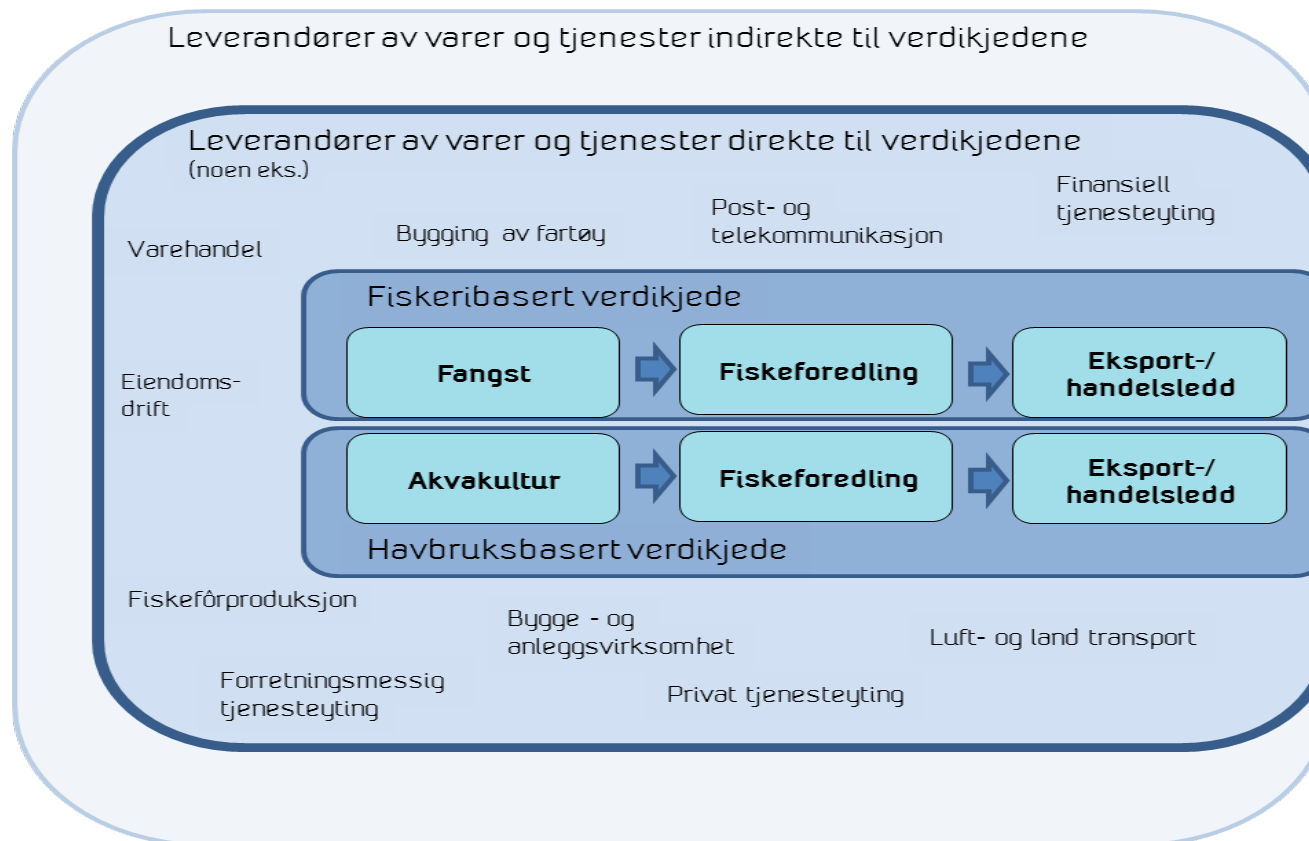 Leverandører av varer og tjenester indirekte til verdikjedene
Leverandører av varer og tjenester direkte til verdikjedene
(noen eks.)
Finansiell
tjenesteyting
Post- og
telekommunikasjon
Bygging av fartøy
Varehandel
Fiskeribasert verdikjede
Fangst
Fiskeforedling
Eksport-/
handelsledd
Eiendoms-
drift
Akvakultur
Fiskeforedling
Eksport-/
handelsledd
Havbruksbasert verdikjede
Fiskefôrproduksjon
Bygge - og
anleggsvirksomhet
Luft- og land transport
Forretningsmessig
tjenesteyting
Privat tjenesteyting